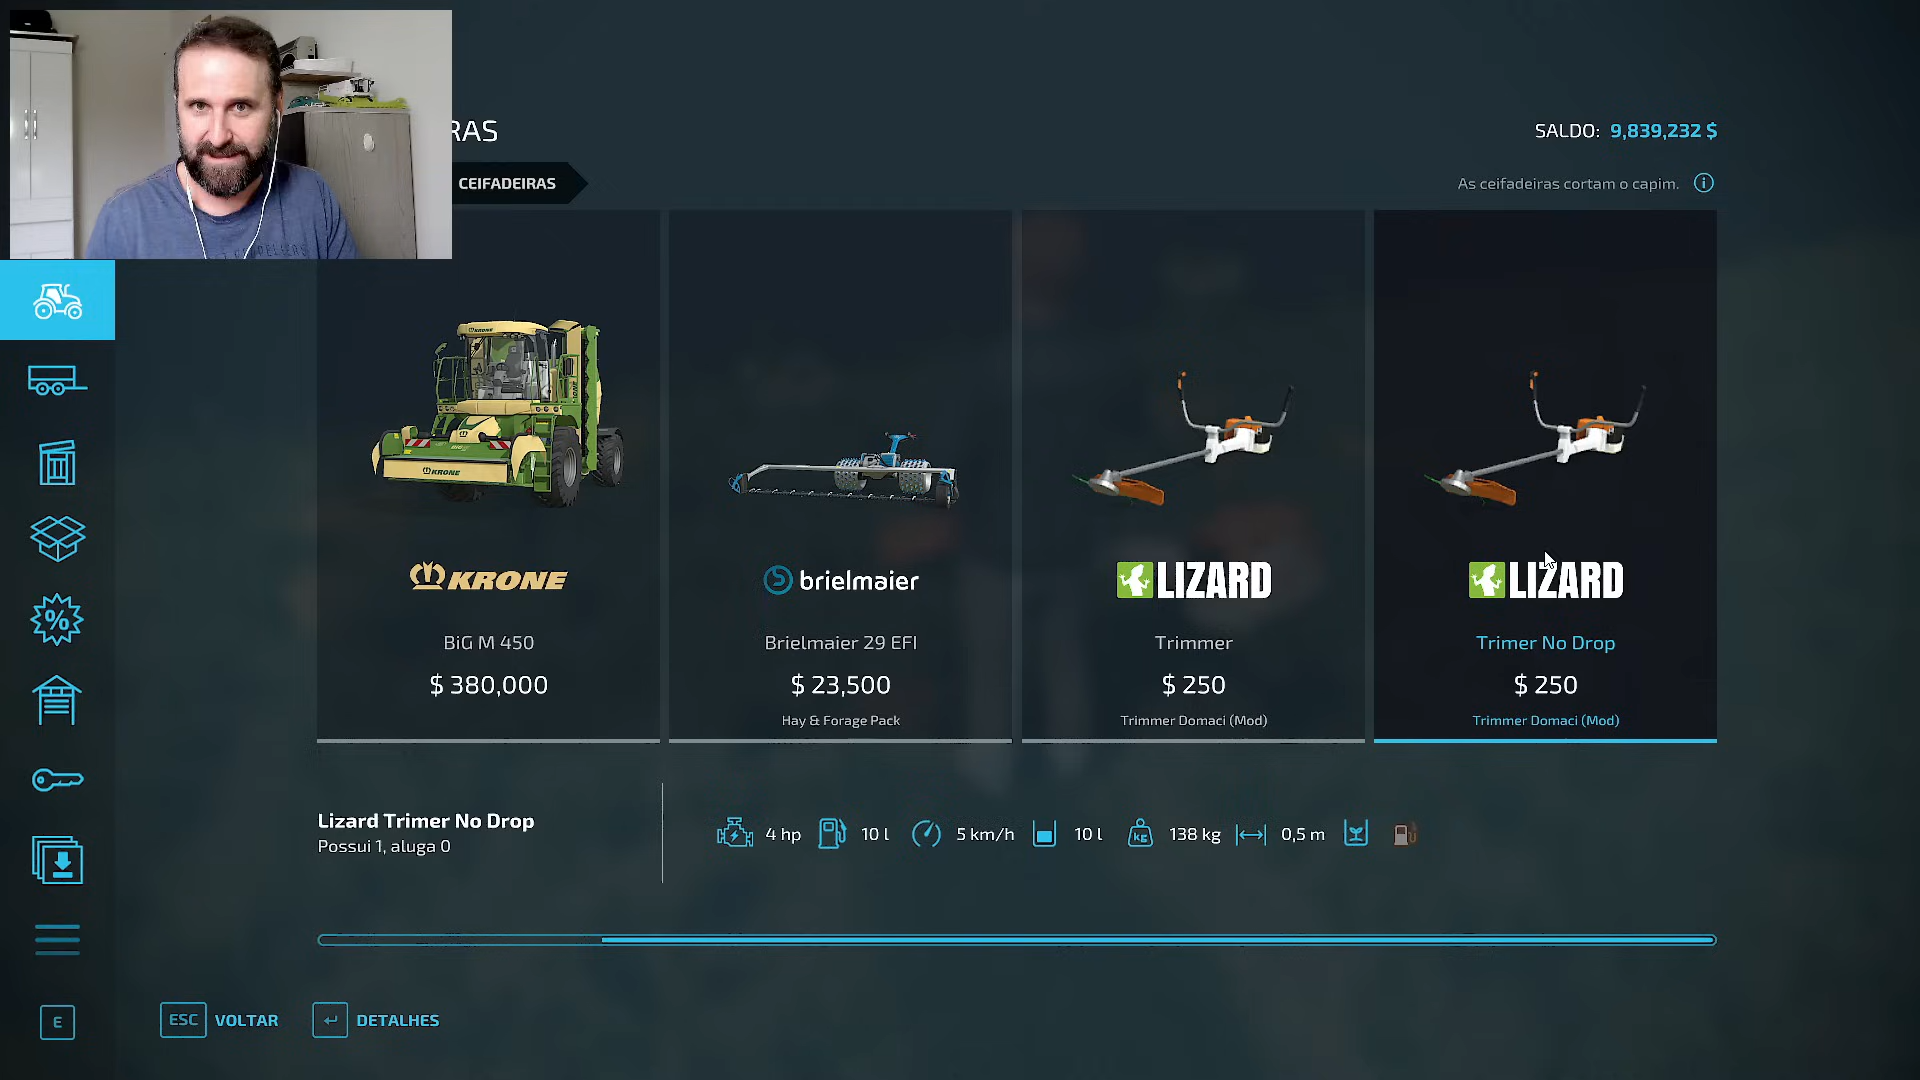 RAS
SALDO: 9,839,232 $
CEIFADEIRAS
As ceifadeiras cortam o capim.
KRONE
KRONE
KRONE
BiG M 450
$ 380,000
brielmaier
Brielmaier 29 EFI
$ 23,500
Hay & Forage Pack
LIZARD
Trimmer
$ 250
Trimmer Domaci (Mod)
LIZARD
Trimer No Drop
$ 250
Trimmer Domaci (Mod)
Lizard Trimer No Drop
Possui 1, aluga 0
4 hp
10 l
5 km/h
10 l
kg
138 kg
0,5 m
%
E
ESC VOLTAR
DETALHES